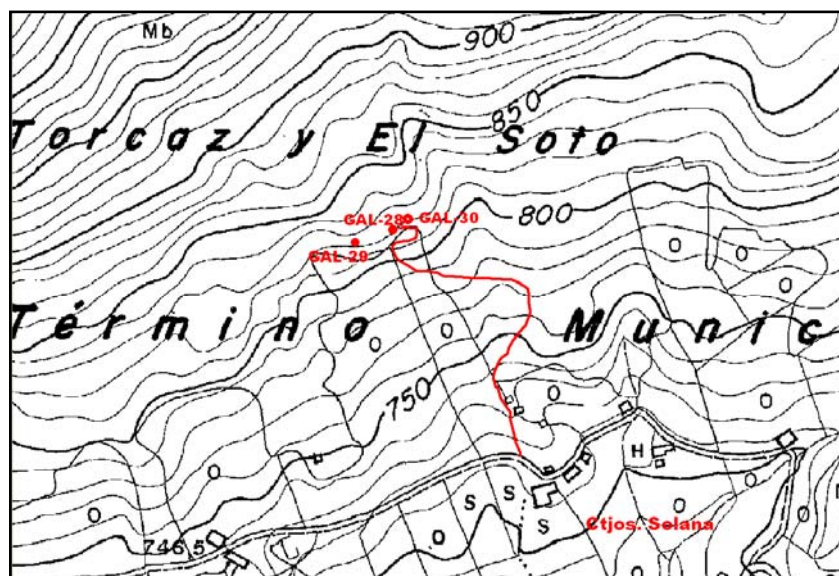 Mb
900
850
Torcaz y El Soto
GAL-28
GAL-30
800
GAL-29
O
O
O
Término Munic
O
O
O
750
O
O
O
H
O
O
S
S
S
O
O
O
Ctjos. Selana
746,5